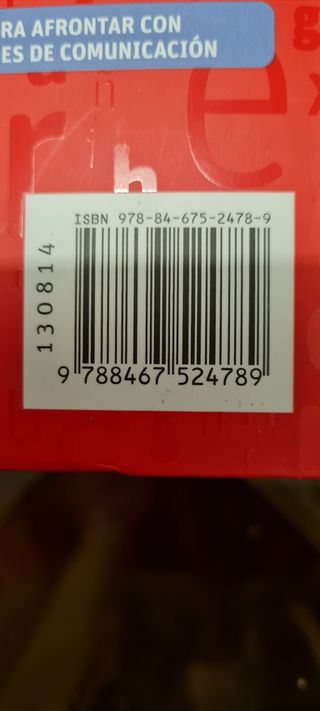 RA AFRONTAR CON
ES DE COMUNICACIÓN
ISBN 978-84-675-2478-9
130814
9 788467 524789